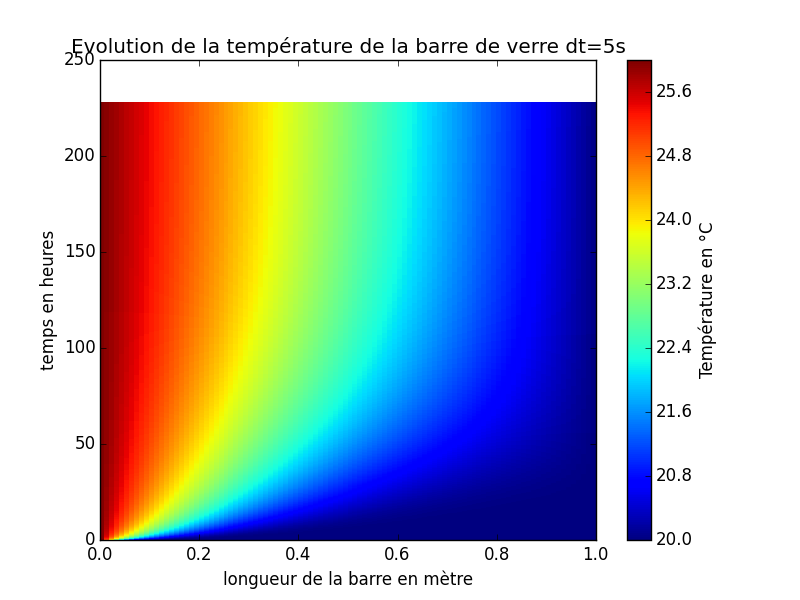 Evolution de la température de la barre de verre dt=5s
250
200
150
100
50
0
temps en heures
0.0 0.2 0.4 0.6 0.8 1.0
longueur de la barre en mètre
25.6
24.8
24.0
23.2
22.4
21.6
20.8
20.0
Température en °C